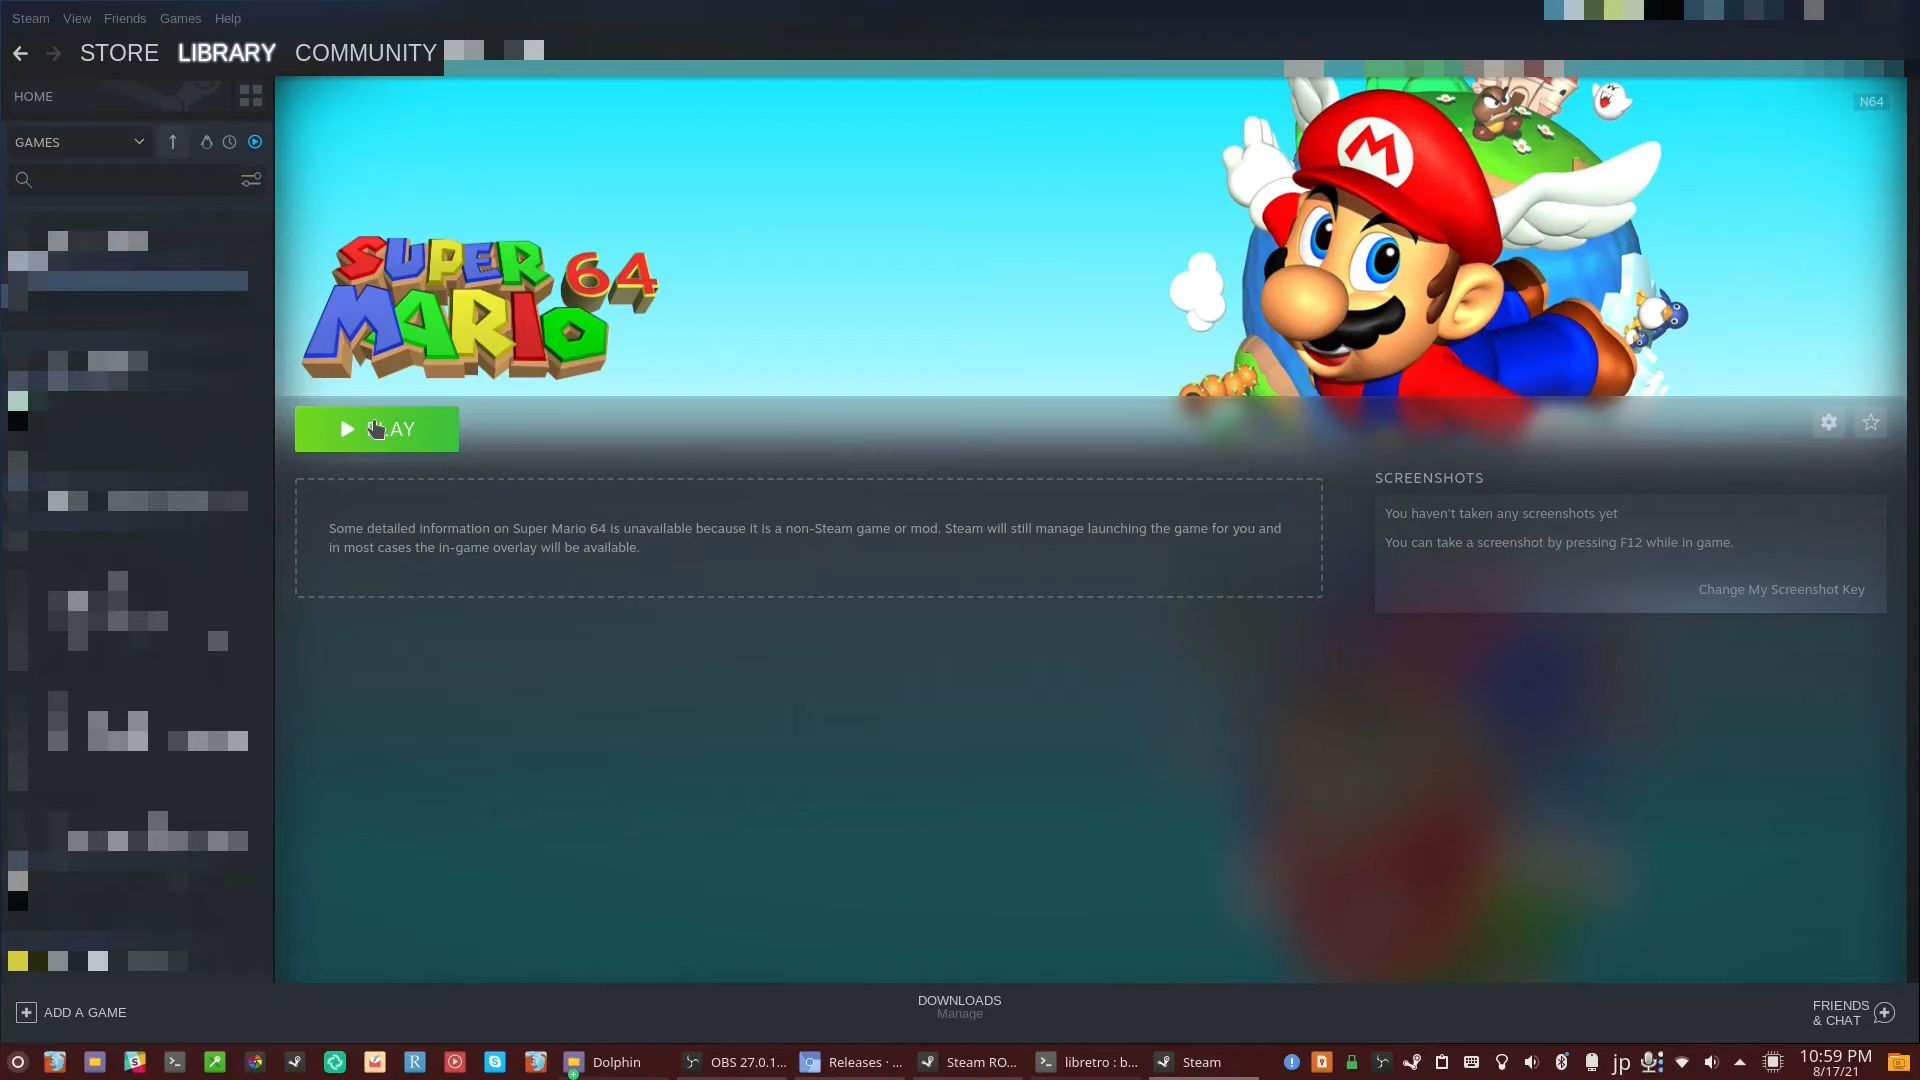 Steam View Friends Games Help
STORE LIBRARY COMMUNITY
HOME
N64
GAMES
SUPER
MARIO 64
M
PLAY
SCREENSHOTS
You haven't taken any screenshots yet
You can take a screenshot by pressing F12 while in game.
Change My Screenshot Key
Some detailed information on Super Mario 64 is unavailable because it is a non-Steam game or mod. Steam will still manage launching the game for you and
in most cases the in-game overlay will be available.
ADD A GAME
DOWNLOADS
Manage
FRIENDS
& CHAT
R
S
Dolphin
OBS 27.0.1...
Releases · ...
Steam RO...
libretro : b...
Steam
jp
10:59 PM
8/17/21